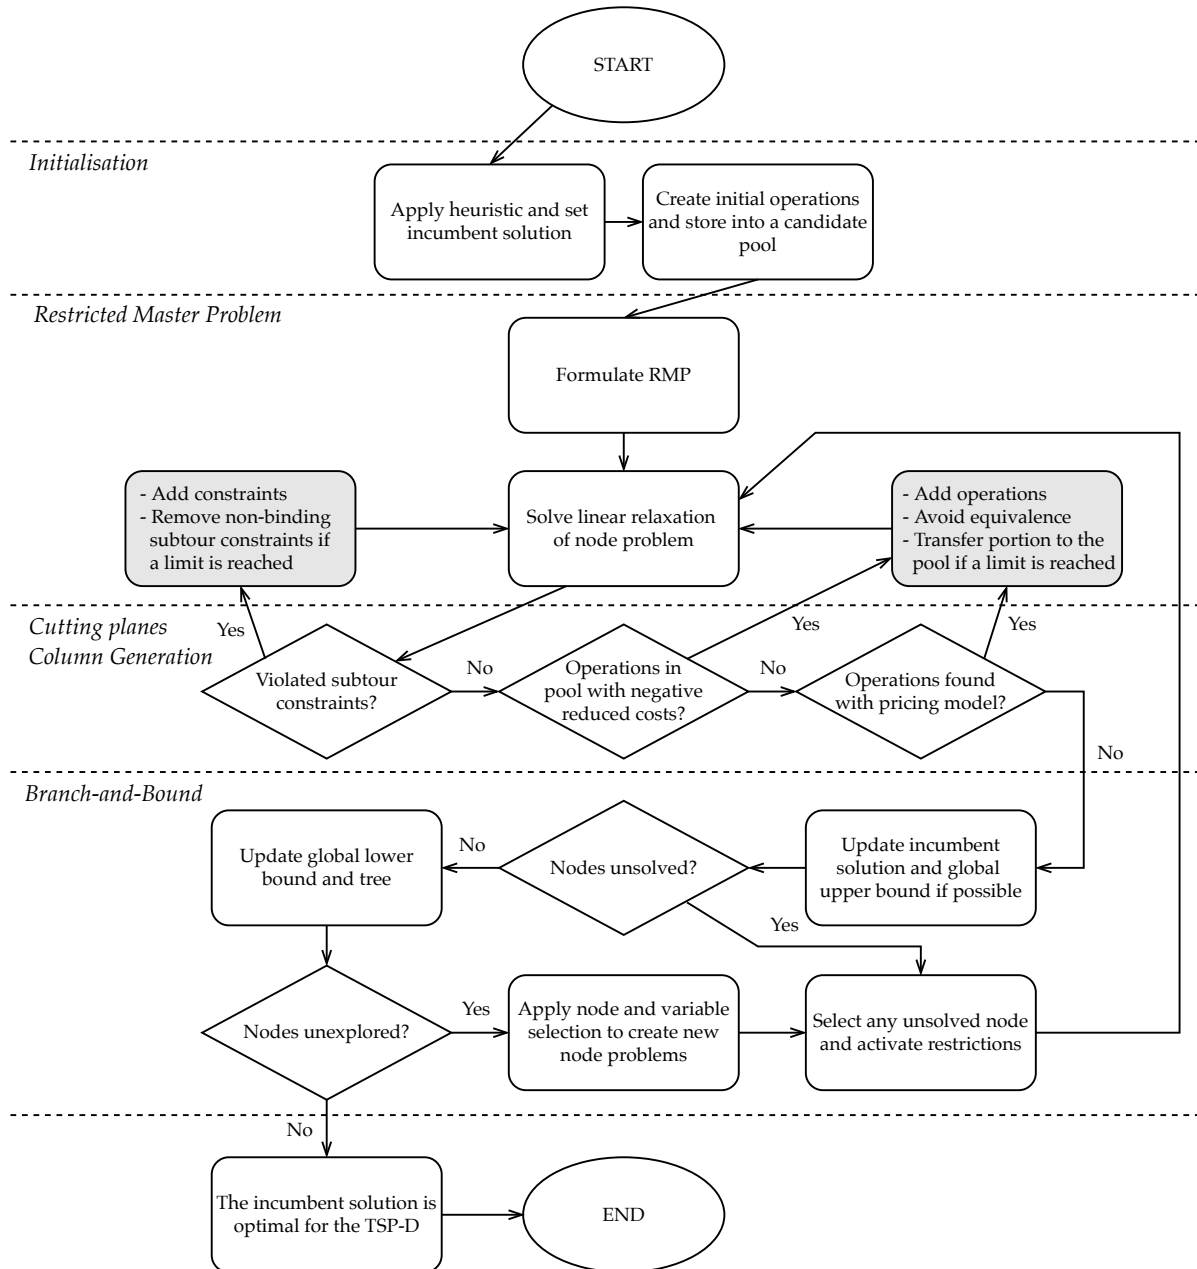 START
Initialisation
Apply heuristic and set
incumbent solution
Create initial operations
and store into a candidate
pool
Restricted Master Problem
Formulate RMP
- Add constraints
- Remove non-binding
subtour constraints if
a limit is reached
Solve linear relaxation
of node problem
- Add operations
- Avoid equivalence
- Transfer portion to the
pool if a limit is reached
Cutting planes
Column Generation
Yes
Yes
Yes
Violated subtour
constraints?
No
Operations in
pool with negative
reduced costs?
No
Operations found
with pricing model?
No
Branch-and-Bound
Update global lower
bound and tree
No
Nodes unsolved?
Update incumbent
solution and global
upper bound if possible
Yes
Nodes unexplored?
Yes
Apply node and variable
selection to create new
node problems
Select any unsolved node
and activate restrictions
No
The incumbent solution is
optimal for the TSP-D
END